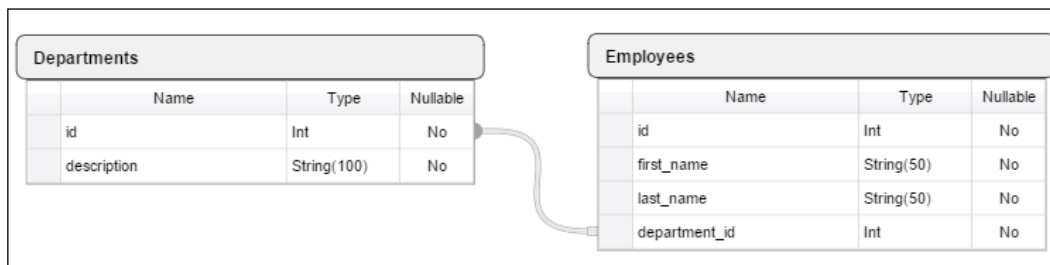 Departments
Name Type Nullable
id Int No
description String(100) No
Employees
Name Type Nullable
id Int No
first_name String(50) No
last_name String(50) No
department_id Int No